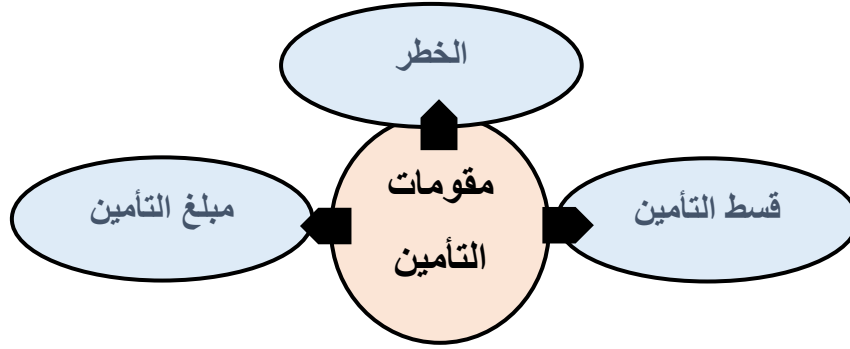 الخطر
مقومات
التأمين
قسط التأمين
مبلغ التأمين